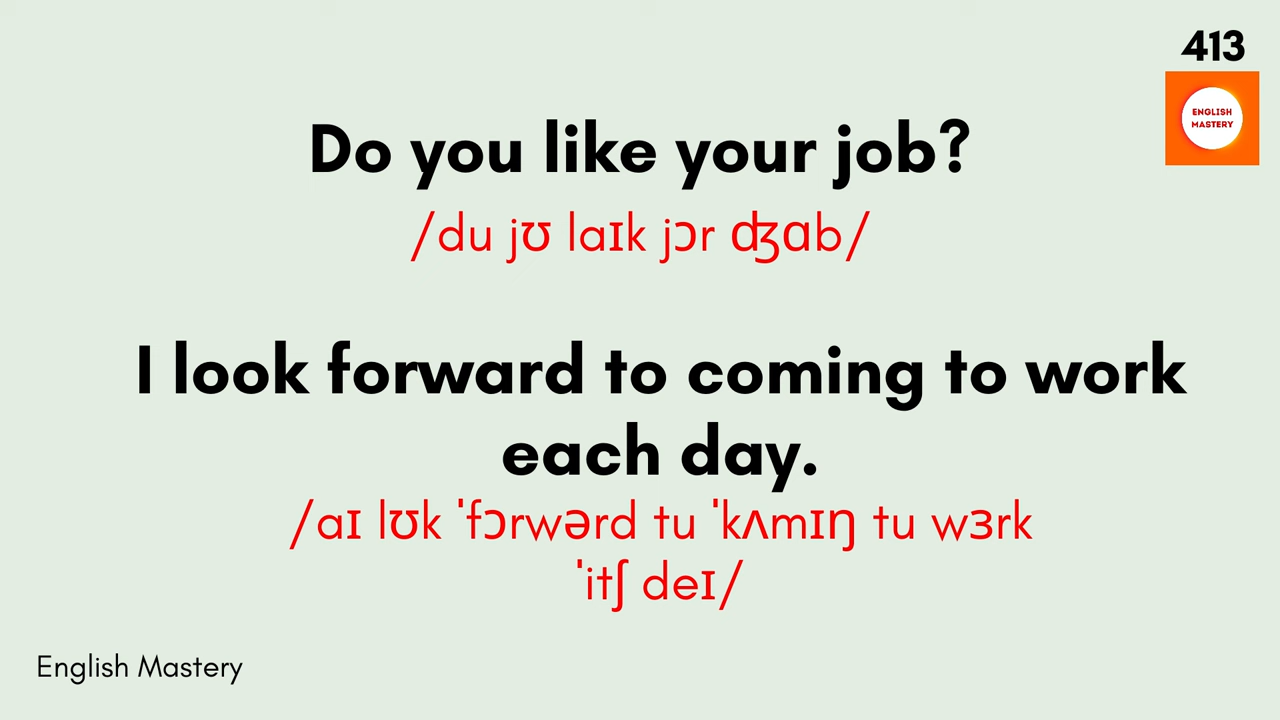 413
ENGLISH
MASTERY
Do you like your job?
/du jʊ laɪk jɔr ʤɑb/
I look forward to coming to work
each day.
/aɪ lʊk ˈfɔrwərd tu ˈkʌmɪŋ tu wɜrk
ˈitʃ deɪ/
English Mastery